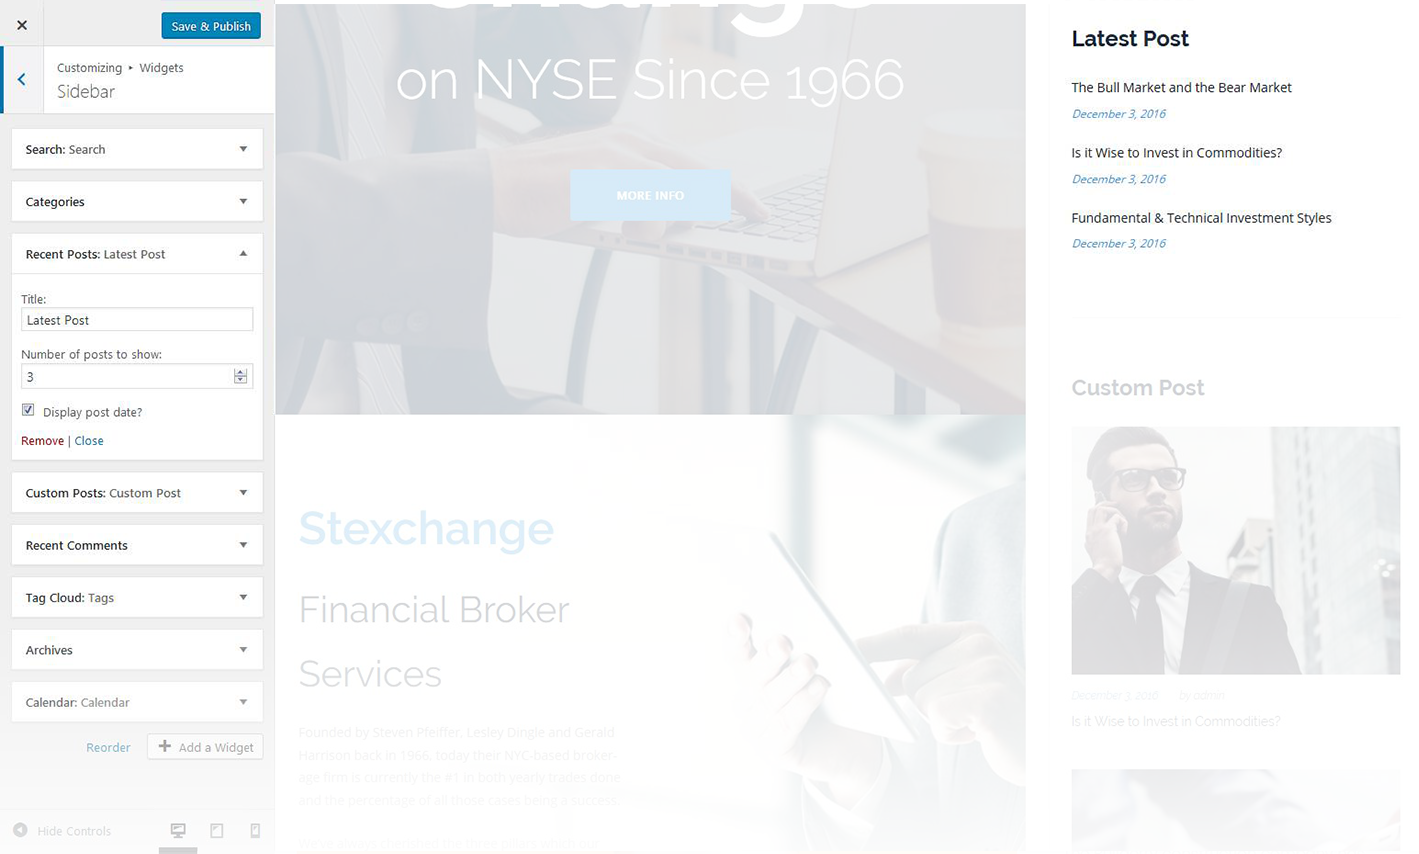 Save & Publish
Customizing ▸ Widgets
Sidebar
Search: Search
Categories
Recent Posts: Latest Post
Title:
Latest Post
Number of posts to show:
3
Display post date?
Remove | Close
Custom Posts: Custom Post
Recent Comments
Tag Cloud: Tags
Archives
Calendar: Calendar
Reorder
Add a Widget
Hide Controls
on NYSE Since 1966
MORE INFO
Stexchange
Financial Broker
Services
Founded by Steven Pfeiffer, Lesley Dingle and Gerald
Harrison back in 1966, today their NYC-based broker-
age firm is currently the #1 in both yearly trades done
and the percentage of all those cases being a success.
Latest Post
The Bull Market and the Bear Market
December 3, 2016
Is it Wise to Invest in Commodities?
December 3, 2016
Fundamental & Technical Investment Styles
December 3, 2016
Custom Post
December 3, 2016 by admin
Is it Wise to Invest in Commodities?